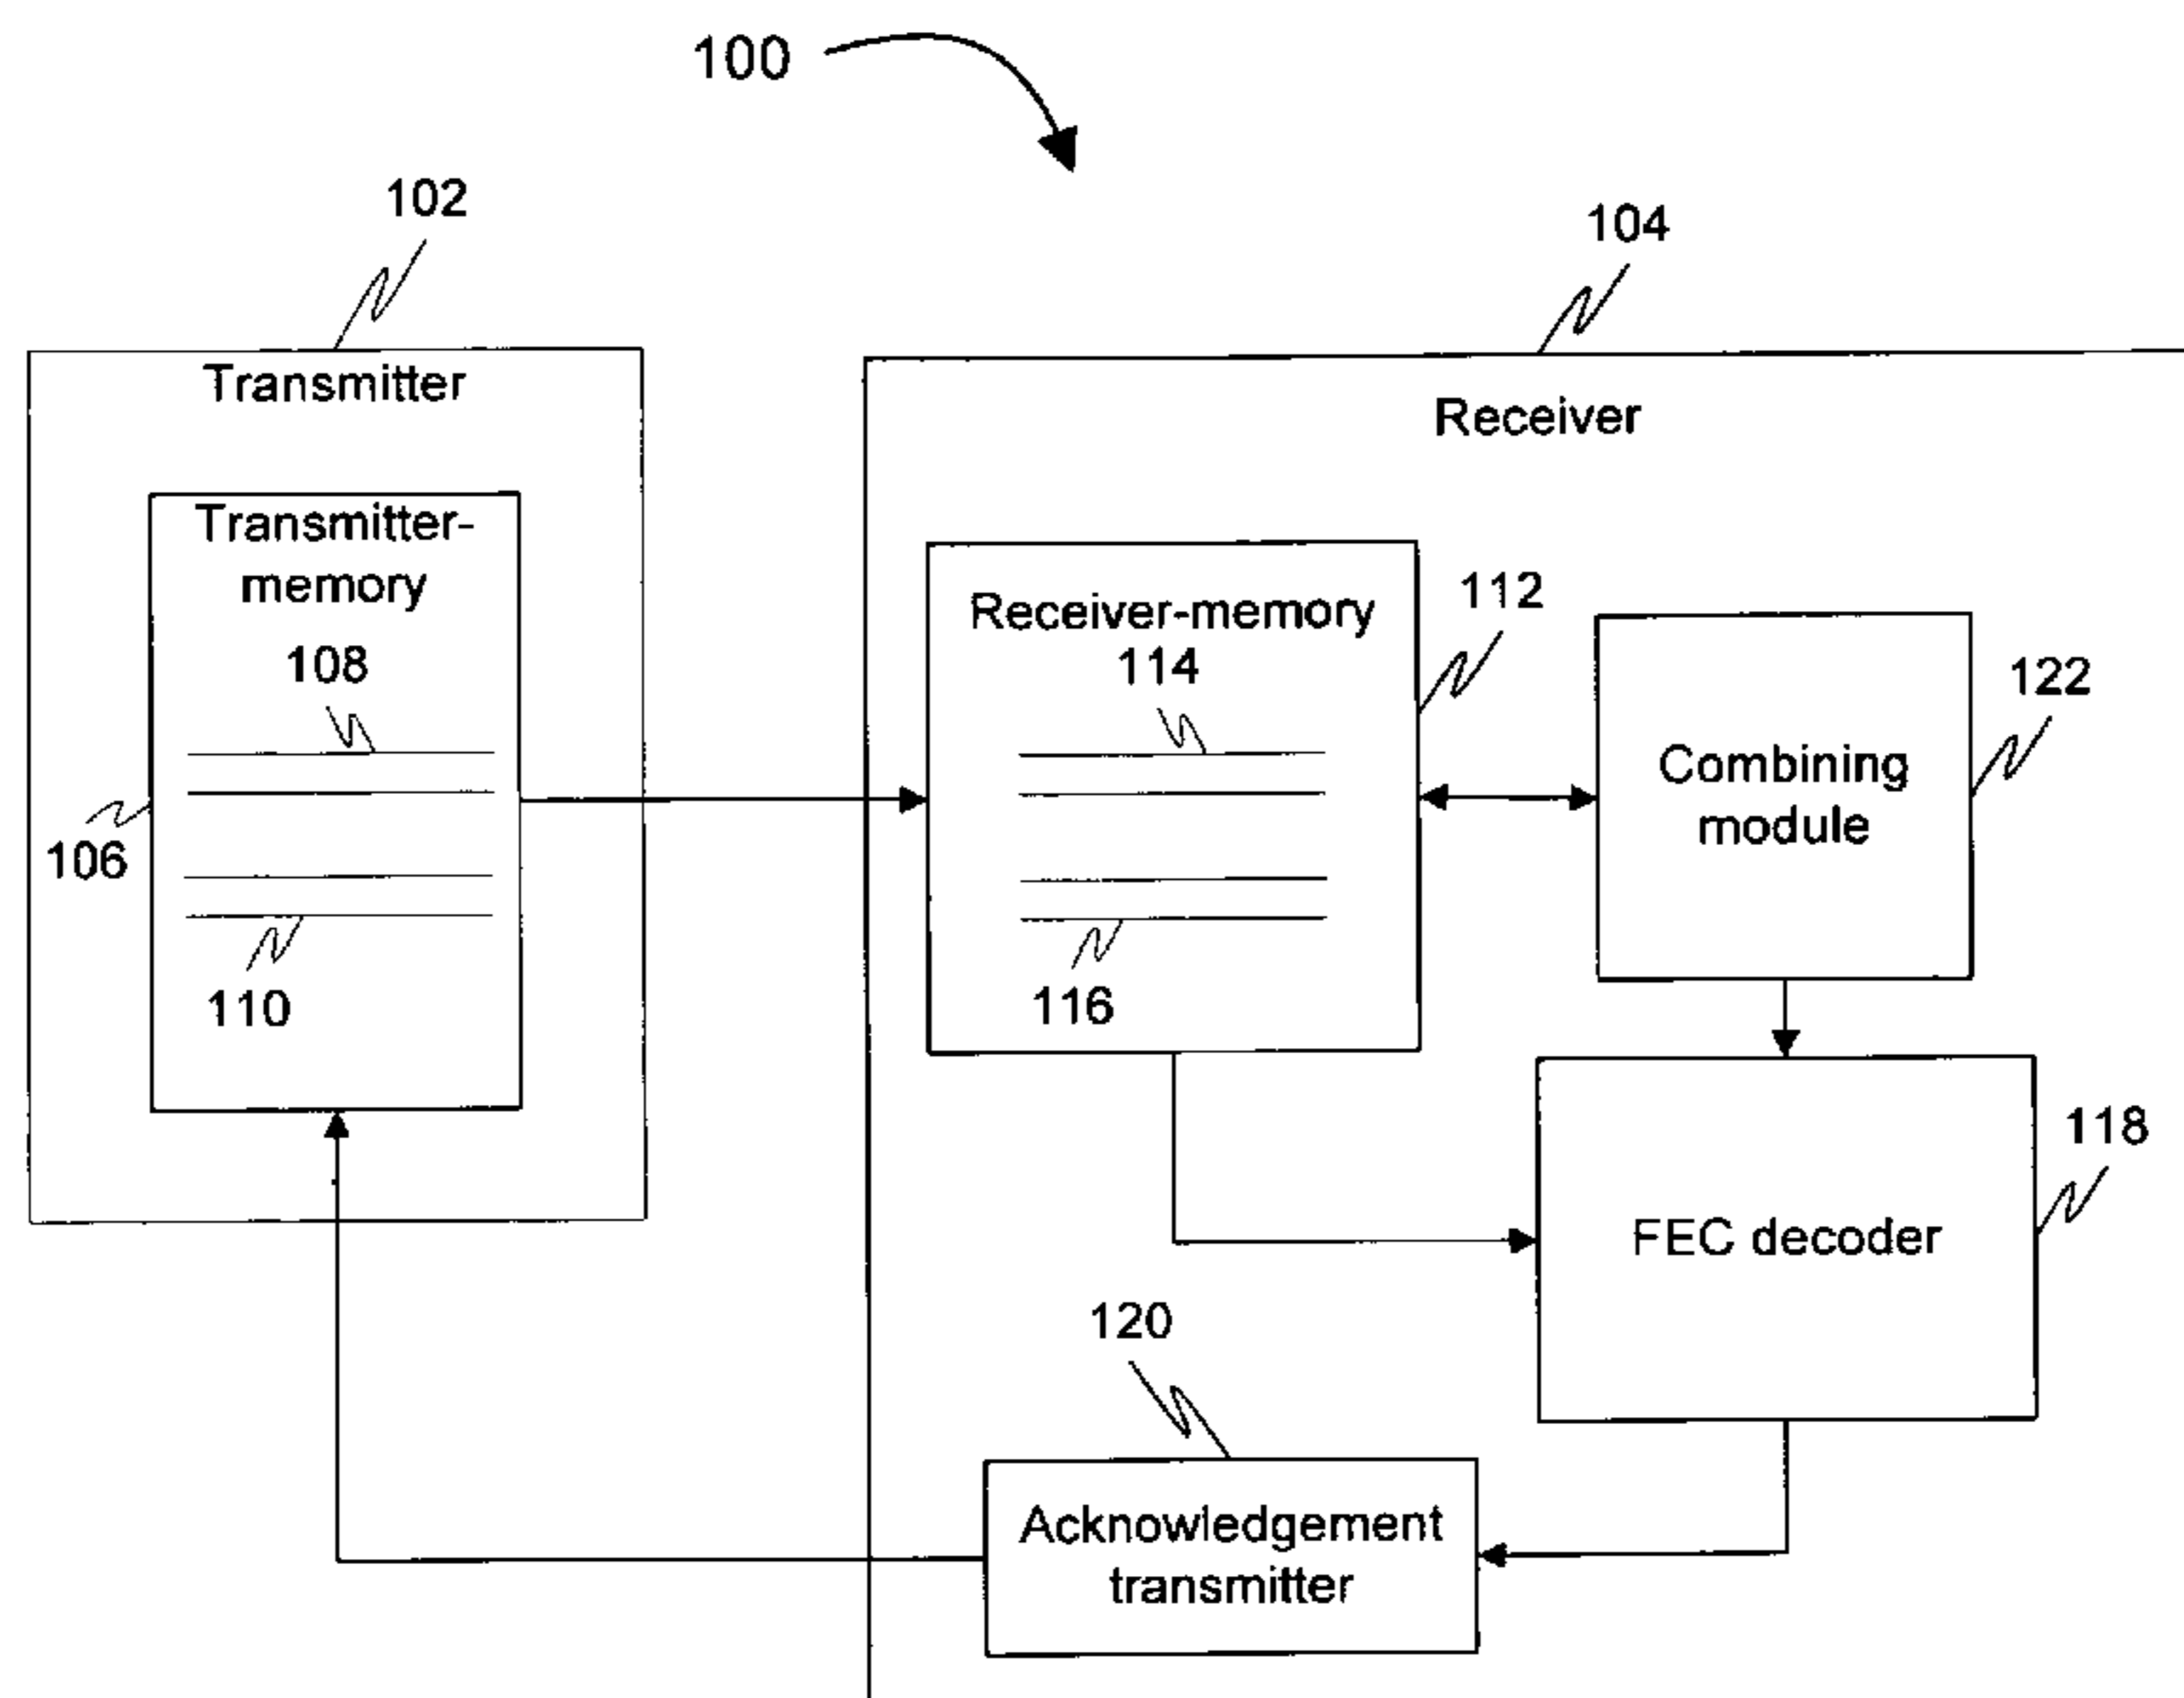 100
102
104
Transmitter
Receiver
Transmitter-
memory
108
106
110
Receiver-memory
114
116
112
Combining
module
122
FEC decoder
118
120
Acknowledgement
transmitter